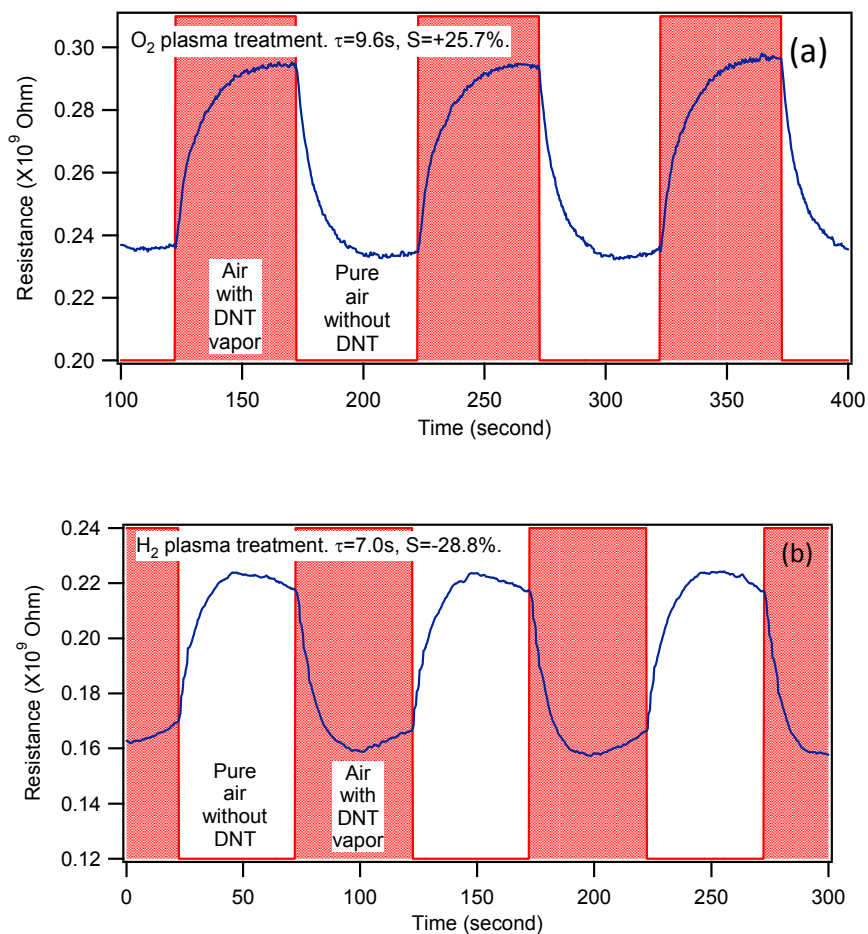 O₂ plasma treatment. τ=9.6s, S=+25.7%.
(a)
0.30
0.28
0.26
0.24
0.22
0.20
Resistance (X10⁹ Ohm)
Air
with
DNT
vapor
Pure
air
without
DNT
100
150
200
250
300
350
400
Time (second)
H₂ plasma treatment. τ=7.0s, S=-28.8%.
(b)
0.24
0.22
0.20
0.18
0.16
0.14
0.12
Resistance (X10⁹ Ohm)
Pure
air
without
DNT
Air
with
DNT
vapor
0
50
100
150
200
250
300
Time (second)